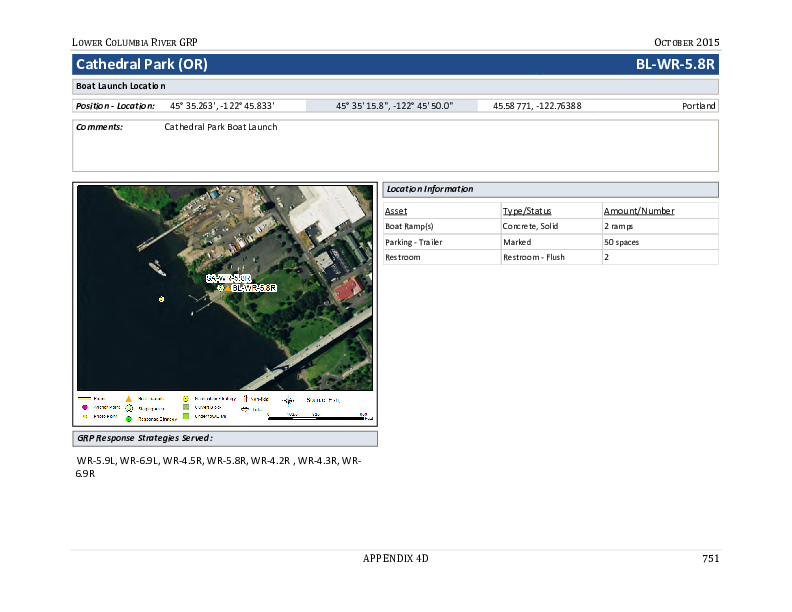 LOWER COLUMBIA RIVER GRP OCTOBER 2015
Cathedral Park (OR) BL-WR-5.8R
Boat Launch Location
Position - Location: 45° 35.263', -122° 45.833' 45° 35' 15.8", -122° 45' 50.0" 45.58771, -122.76388 Portland
Comments: Cathedral Park Boat Launch
Location Information
Asset Type/Status Amount/Number
Boat Ramp(s) Concrete, Solid 2 ramps
Parking - Trailer Marked 50 spaces
Restroom Restroom - Flush 2
BL-WR-5.8R
GRP Response Strategies Served:
WR-5.9L, WR-6.9L, WR-4.5R, WR-5.8R, WR-4.2R , WR-4.3R, WR-
6.9R
APPENDIX 4D 751